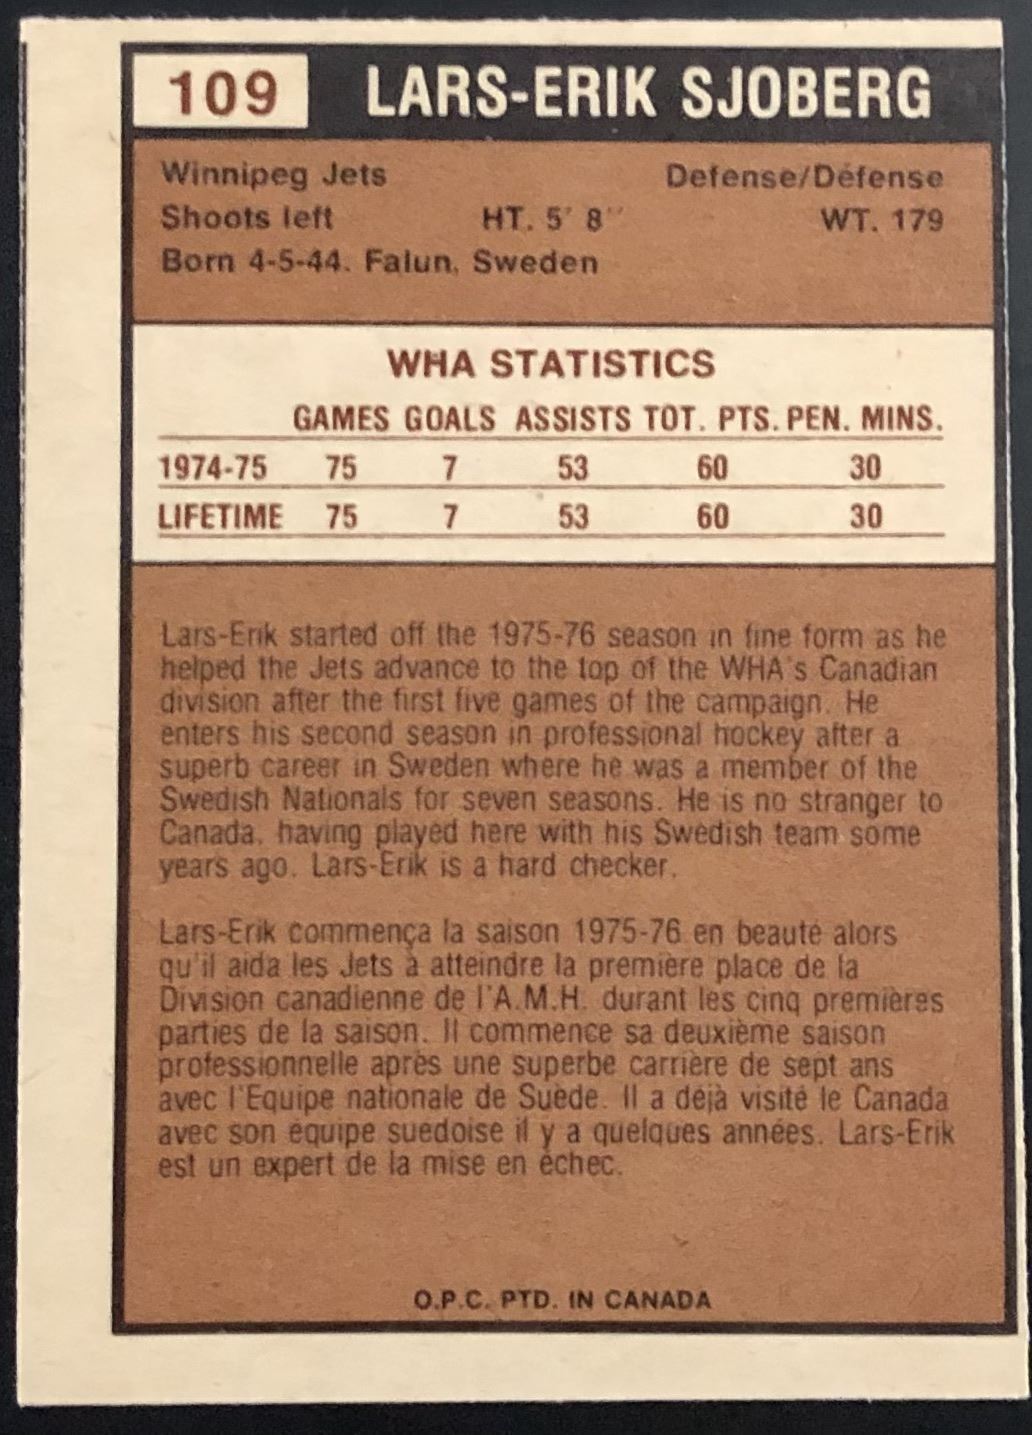 109 LARS-ERIK SJOBERG
Winnipeg Jets Defense/Défense
Shoots left HT. 5' 8'' WT. 179
Born 4-5-44. Falun, Sweden
WHA STATISTICS
GAMES GOALS ASSISTS TOT. PTS. PEN. MINS.
1974-75 75 7 53 60 30
LIFETIME 75 7 53 60 30
Lars-Erik started off the 1975-76 season in fine form as he
helped the Jets advance to the top of the WHA's Canadian
division after the first five games of the campaign. He
enters his second season in professional hockey after a
superb career in Sweden where he was a member of the
Swedish Nationals for seven seasons. He is no stranger to
Canada, having played here with his Swedish team some
years ago. Lars-Erik is a hard checker.
Lars-Erik commença la saison 1975-76 en beauté alors
qu'il aida les Jets à atteindre la première place de la
Division canadienne de l'A.M.H. durant les cinq premières
parties de la saison. Il commence sa deuxième saison
professionnelle après une superbe carrière de sept ans
avec l'Equipe nationale de Suède. Il a déjà visité le Canada
avec son équipe suedoise il y a quelques années. Lars-Erik
est un expert de la mise en échec.
O.P.C. PTD. IN CANADA